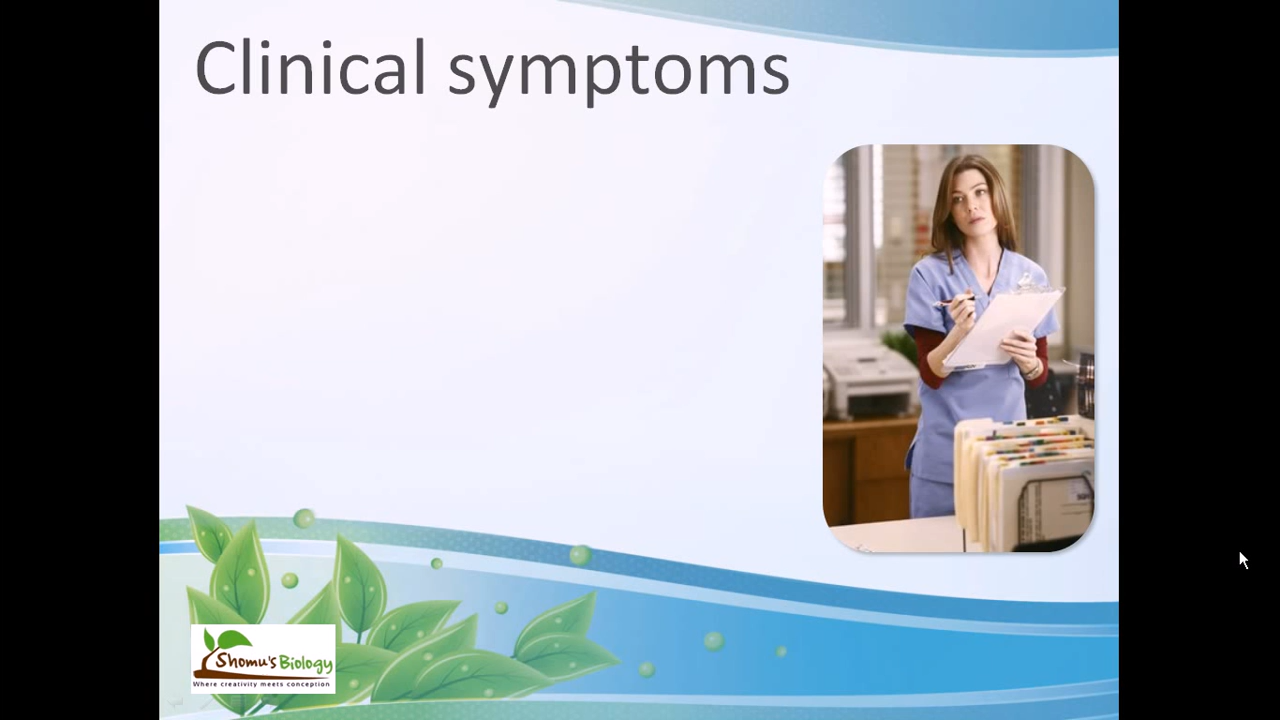 Clinical symptoms
Shomu's Biology
Where creativity meets conception